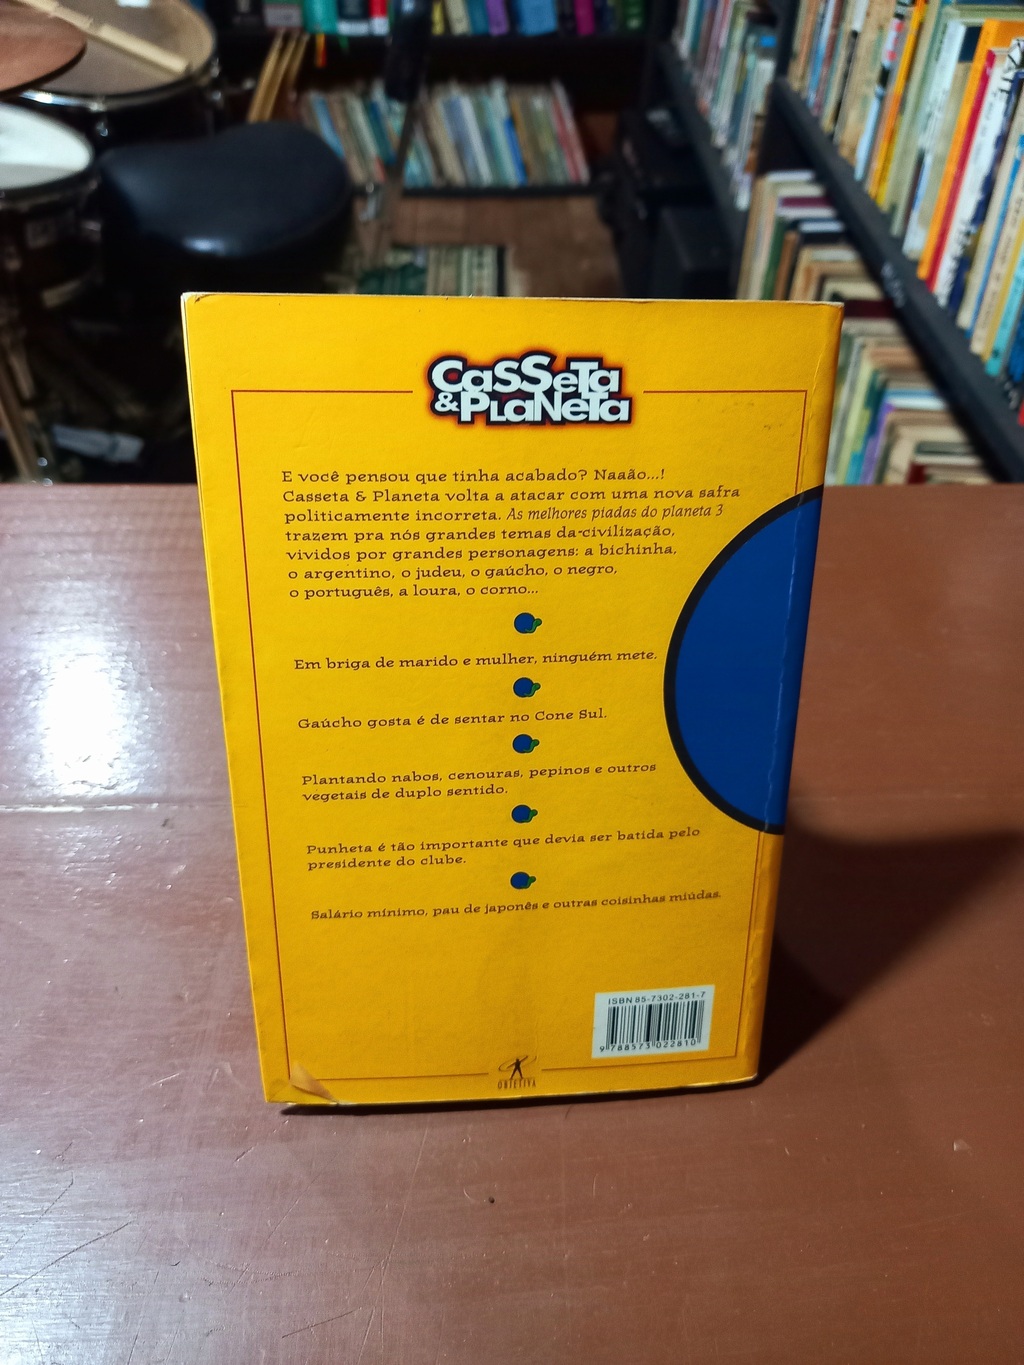 Casseta
& Planeta
E você pensou que tinha acabado? Naaão...!
Casseta & Planeta volta a atacar com uma nova safra
politicamente incorreta. As melhores piadas do planeta 3
trazem pra nós grandes temas da civilização,
vividos por grandes personagens: a bichinha,
o argentino, o judeu, o gaúcho, o negro,
o português, a loura, o corno...
Em briga de marido e mulher, ninguém mete.
Gaúcho gosta é de sentar no Cone Sul.
Plantando nabos, cenouras, pepinos e outros
vegetais de duplo sentido.
Punheta é tão importante que devia ser batida pelo
presidente do clube.
Salário mínimo, pau de japonês e outras coisinhas miúdas.
ISBN 85-7302-281-7
9 788573 022810
OBJETIVA